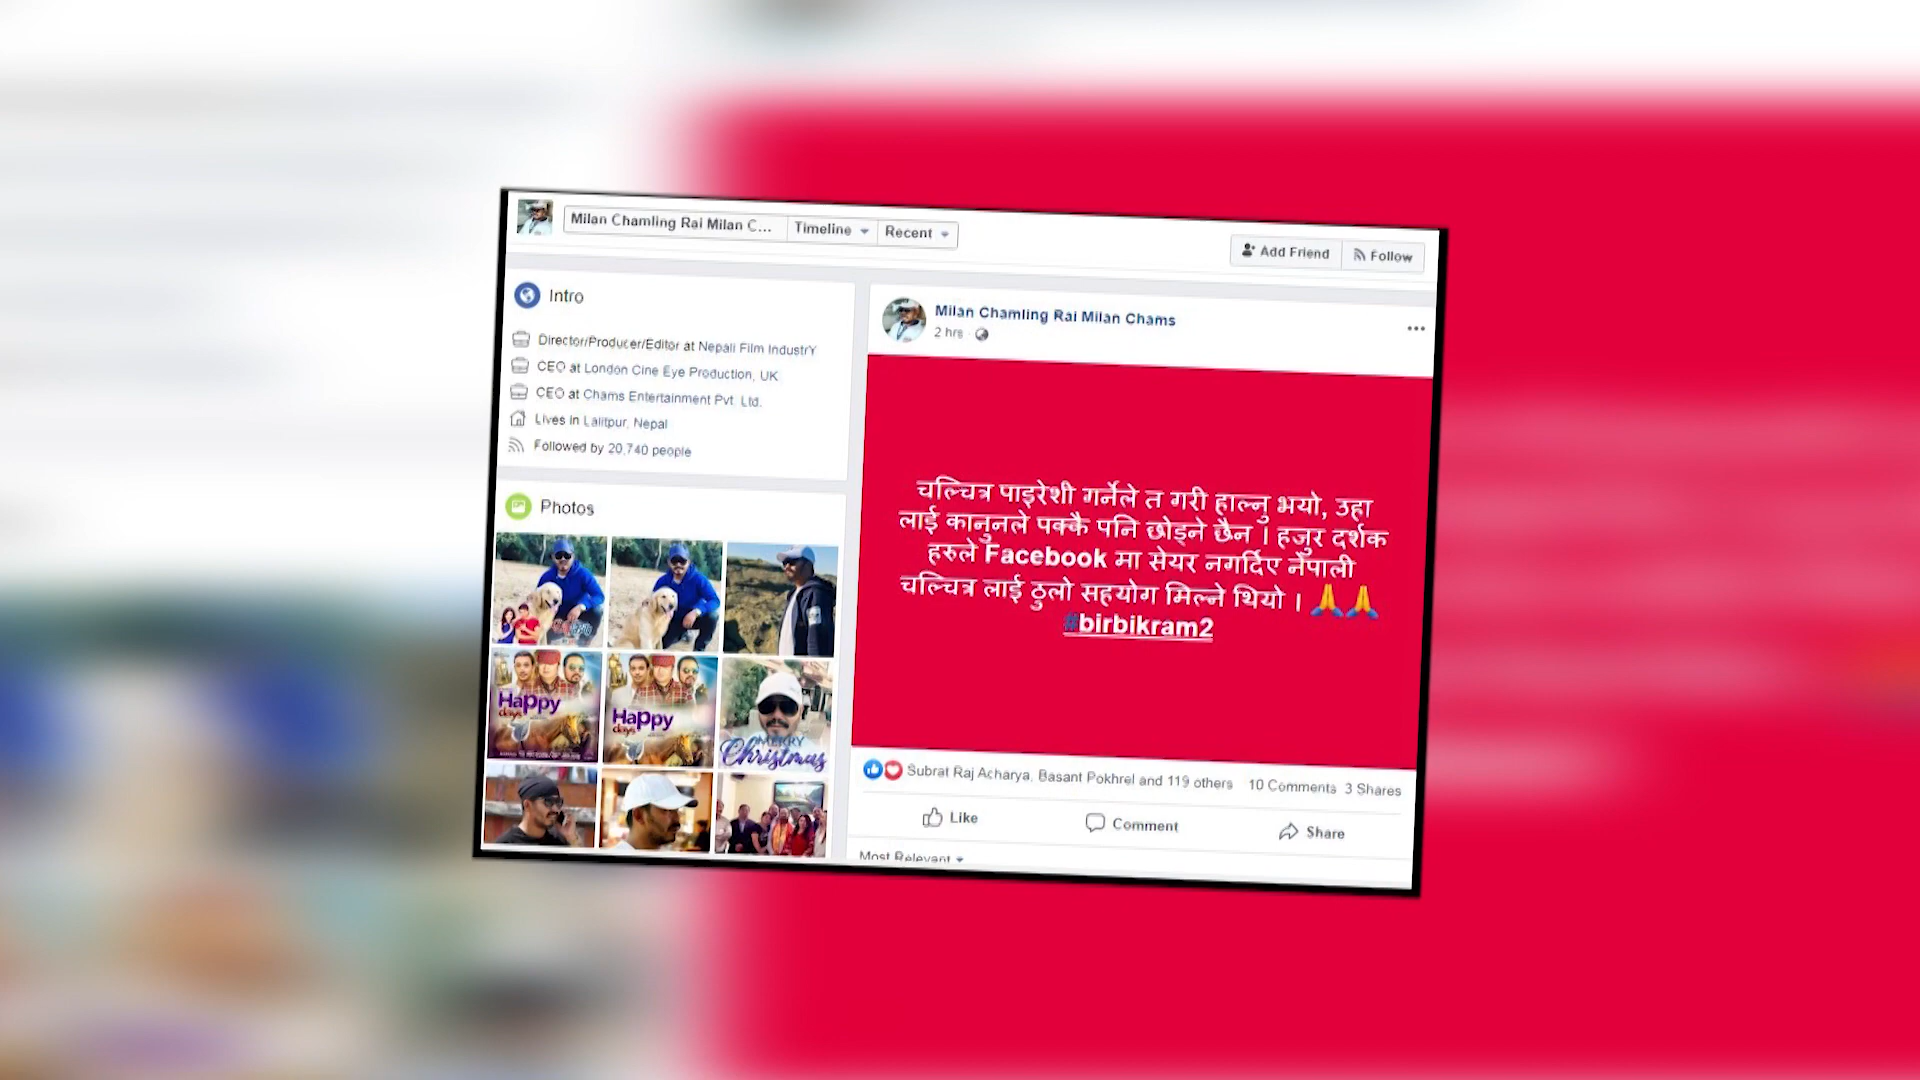 Milan Chamling Rai Milan C...
Timeline
Recent
Add Friend
Follow
Intro
Director/Producer/Editor at Nepali Film IndustrY
CEO at London Cine Eye Production, UK
CEO at Chams Entertainment Pvt. Ltd.
Lives in Lalitpur, Nepal
Followed by 20,740 people
Photos
Happy
days
Happy
days
MERRY
Christmas
Milan Chamling Rai Milan Chams
2 hrs
चल्चित्र पाइरेशी गर्नेले त गरी हाल्नु भयो, उहा
लाई कानुनले पक्कै पनि छोड्ने छैन । हजुर दर्शक
हरुले Facebook मा सेयर नगर्दिए नेपाली
चल्चित्र लाई ठुलो सहयोग मिल्ने थियो । 🙏🙏
#birbikram2
Subrat Raj Acharya, Basant Pokhrel and 119 others
10 Comments 3 Shares
Like
Comment
Share
Most Relevant